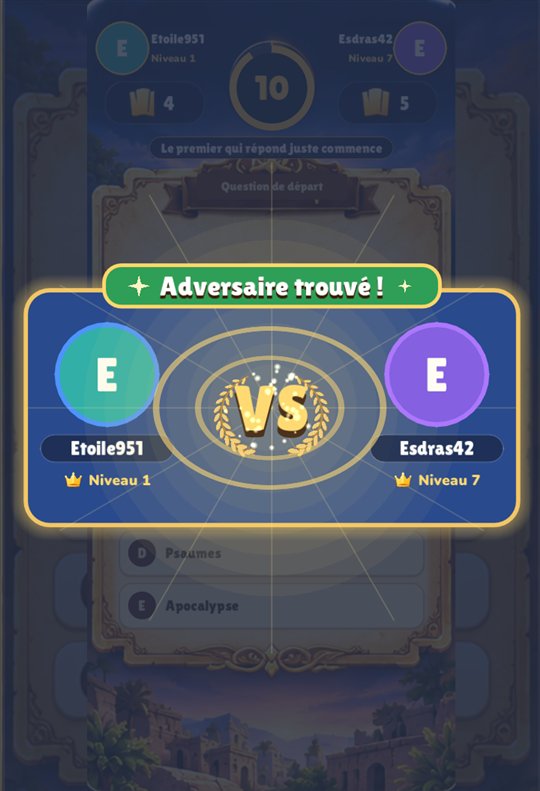 E
Etoile951
Niveau 1
4
10
Esdras42
Niveau 7
E
5
Le premier qui répond juste commence
Question de départ
Adversaire trouvé !
E
VS
E
Etoile951
Esdras42
Niveau 1
Niveau 7
D Psaumes
E Apocalypse